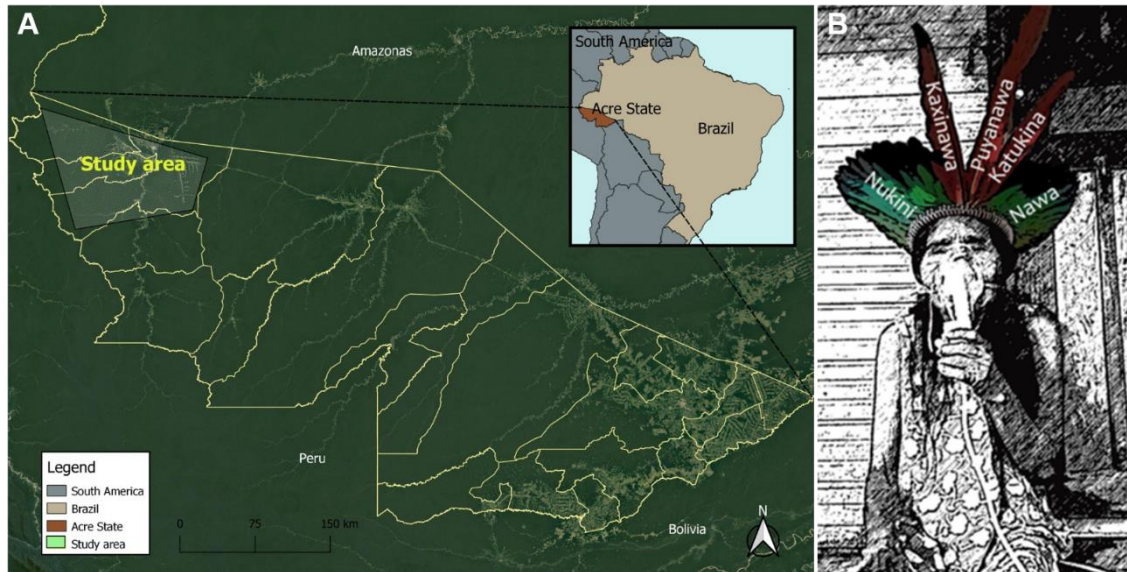 A
Amazonas
South America
Acre State
Brazil
Study area
Peru
Bolivia
Legend
South America
Brazil
Acre State
Study area
0 75 150 km
N
B
Kaxinawa
Puyanawa
Katukina
Nukini
Nawa